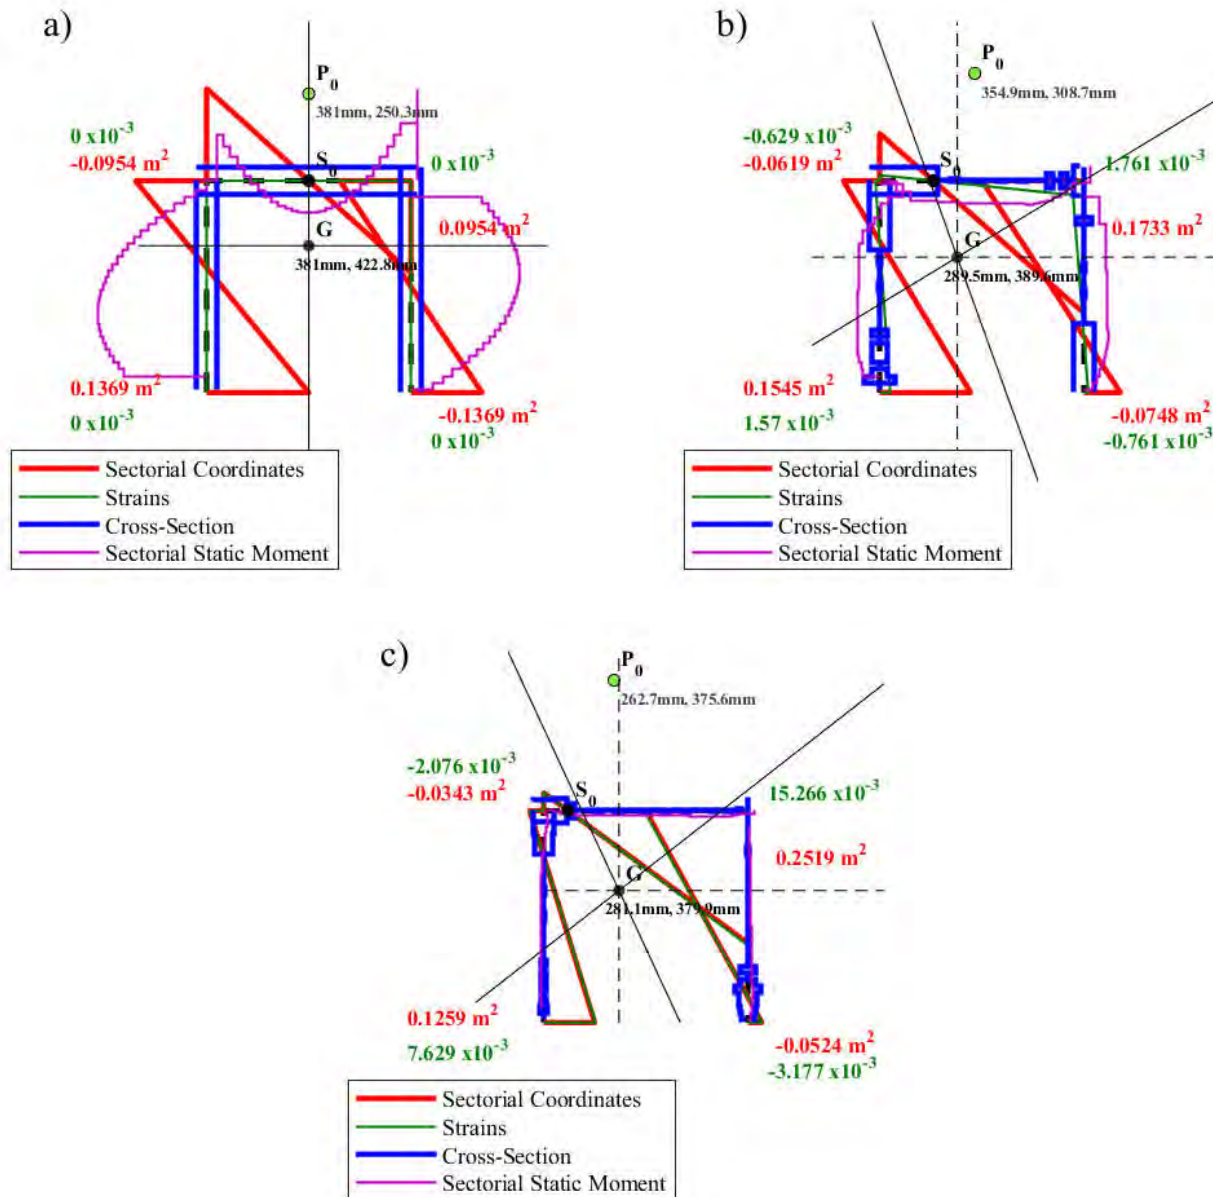 a)
P0
381mm, 250.3mm
0 x10-3
-0.0954 m2
S0
0 x10-3
0.0954 m2
G
381mm, 422.8mm
0.1369 m2
0 x10-3
-0.1369 m2
0 x10-3
Sectorial Coordinates
Strains
Cross-Section
Sectorial Static Moment
b)
P0
354.9mm, 308.7mm
-0.629 x10-3
-0.0619 m2
S0
1.761 x10-3
0.1733 m2
G
289.5mm, 389.6mm
0.1545 m2
1.57 x10-3
-0.0748 m2
-0.761 x10-3
Sectorial Coordinates
Strains
Cross-Section
Sectorial Static Moment
c)
P0
262.7mm, 375.6mm
-2.076 x10-3
-0.0343 m2
S0
15.266 x10-3
0.2519 m2
G
281.1mm, 379.9mm
0.1259 m2
7.629 x10-3
-0.0524 m2
-3.177 x10-3
Sectorial Coordinates
Strains
Cross-Section
Sectorial Static Moment